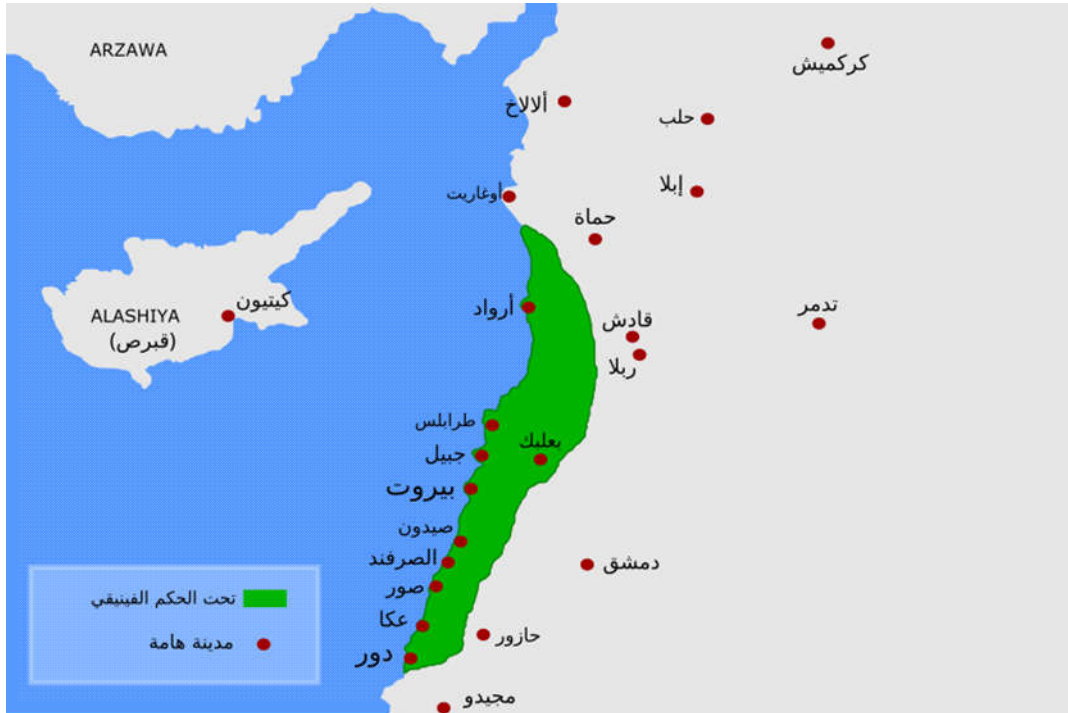 ARZAWA
كركميش
ألالاخ
حلب
إبلا
أوغاريت
حماة
كيتيون
ALASHIYA
(قبرص)
أرواد
تدمر
قادش
ربلا
طرابلس
بعلبك
جبيل
بيروت
صيدون
الصرفند
دمشق
صور
تحت الحكم الفينيقي
عكا
حازور
مدينة هامة
دور
مجيدو